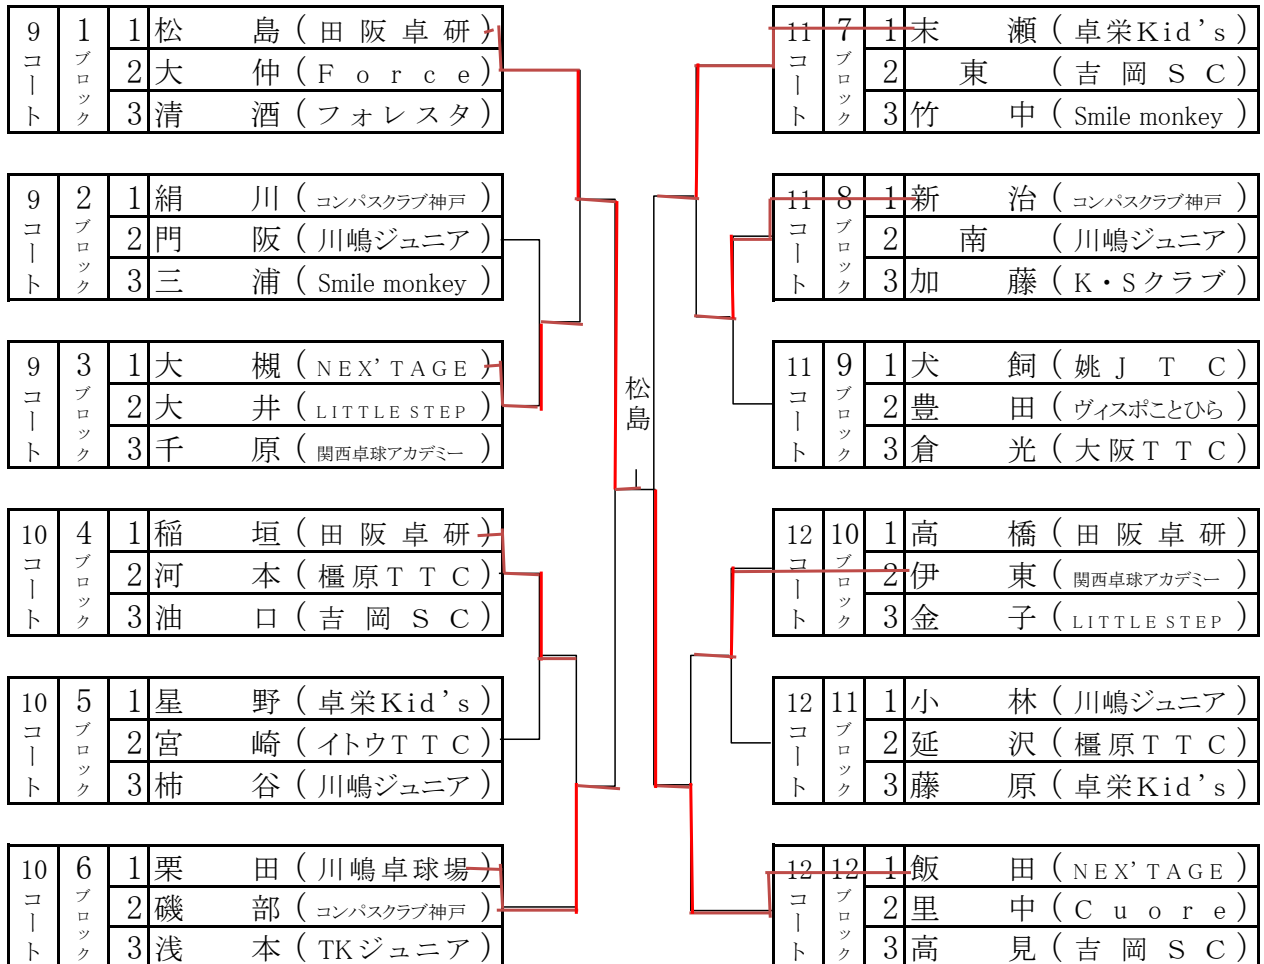 9コート 1ブロック 1 松島（田阪卓研）
2 大仲（Force）
3 清酒（フォレスタ）
9コート 2ブロック 1 絹川（コンパスクラブ神戸）
2 門阪（川嶋ジュニア）
3 三浦（Smile monkey）
9コート 3ブロック 1 大槻（NEX’TAGE）
2 大井（LITTLE STEP）
3 千原（関西卓球アカデミー）
10コート 4ブロック 1 稲垣（田阪卓研）
2 河本（橿原TTC）
3 油口（吉岡SC）
10コート 5ブロック 1 星野（卓栄Kid’s）
2 宮崎（イトウTTC）
3 柿谷（川嶋ジュニア）
10コート 6ブロック 1 栗田（川嶋卓球場）
2 磯部（コンパスクラブ神戸）
3 浅本（TKジュニア）
松島
11コート 7ブロック 1 末瀬（卓栄Kid’s）
2 東（吉岡SC）
3 竹中（Smile monkey）
11コート 8ブロック 1 新治（コンパスクラブ神戸）
2 南（川嶋ジュニア）
3 加藤（K・Sクラブ）
11コート 9ブロック 1 犬飼（姚JTC）
2 豊田（ヴィスポことひら）
3 倉光（大阪TTC）
12コート 10ブロック 1 高橋（田阪卓研）
2 伊東（関西卓球アカデミー）
3 金子（LITTLE STEP）
12コート 11ブロック 1 小林（川嶋ジュニア）
2 延沢（橿原TTC）
3 藤原（卓栄Kid’s）
12コート 12ブロック 1 飯田（NEX’TAGE）
2 里中（Cuore）
3 高見（吉岡SC）